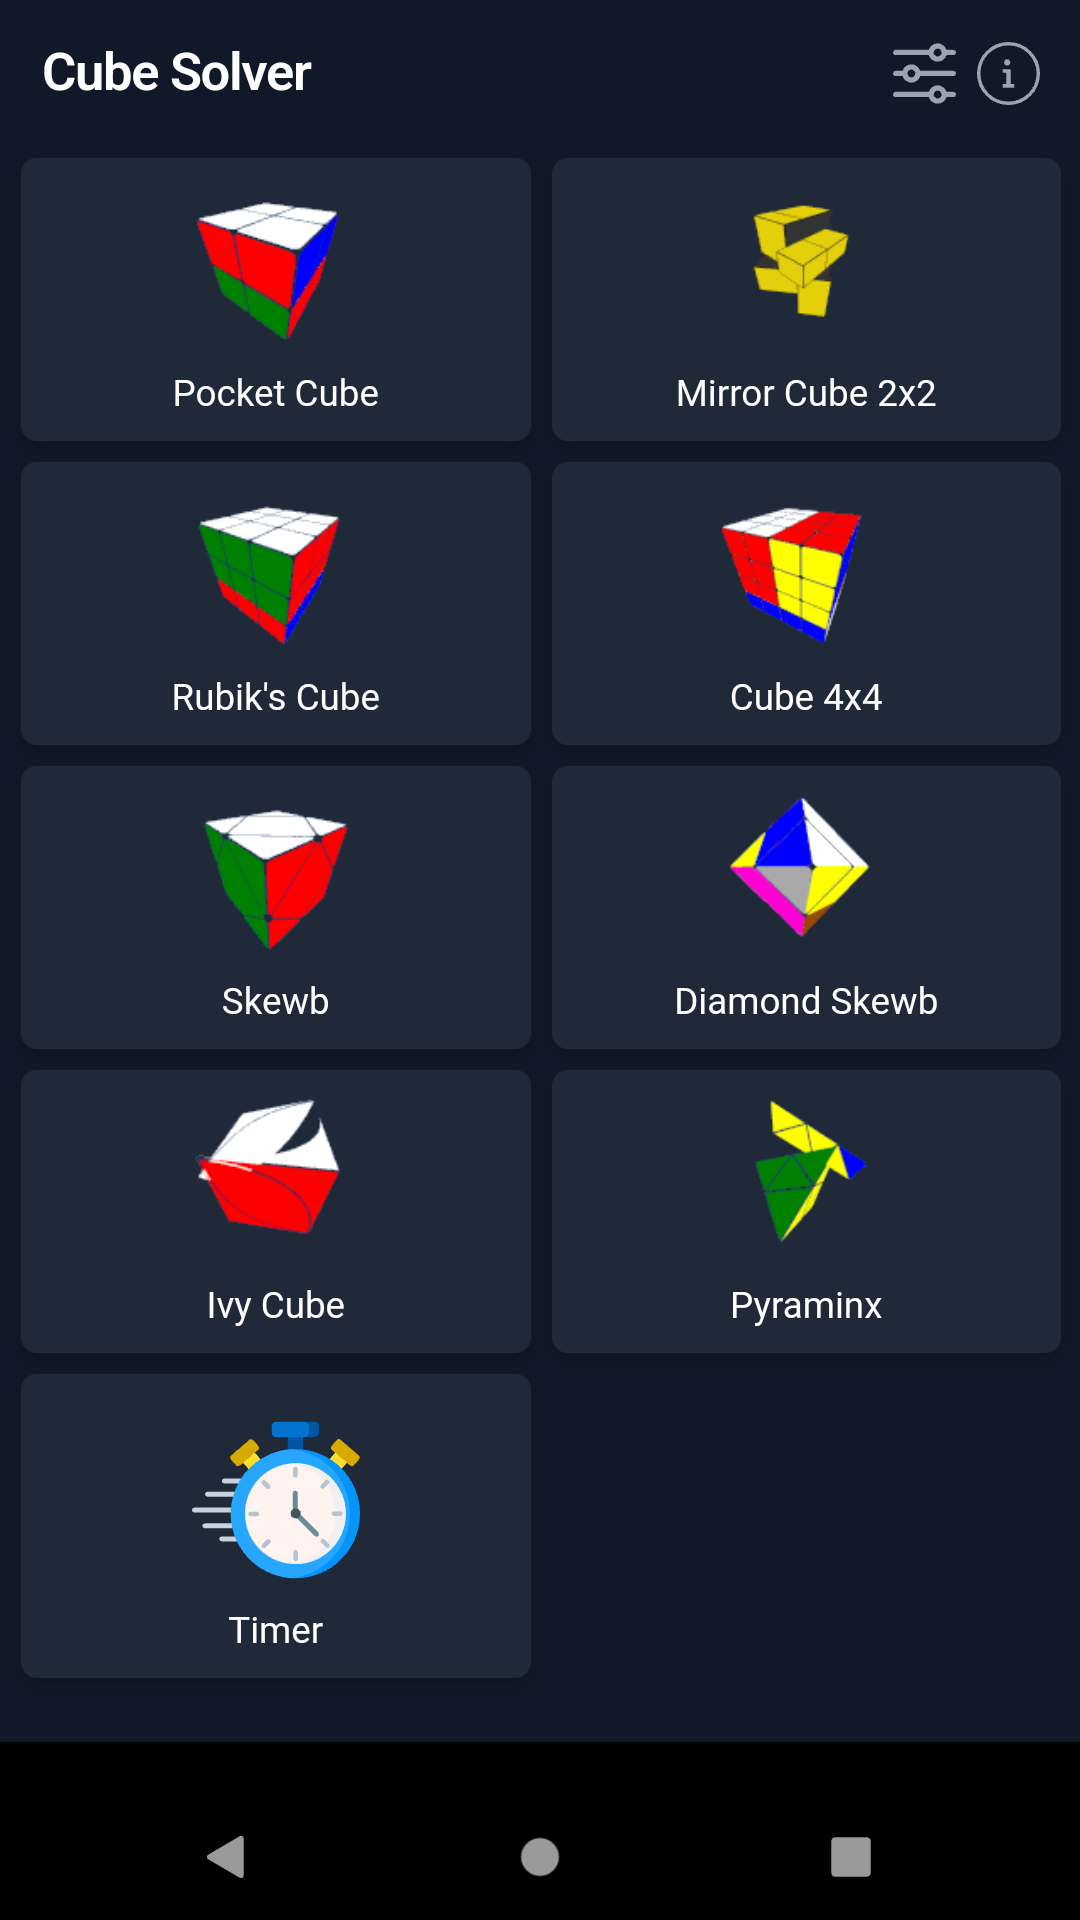 Cube Solver
Pocket Cube
Mirror Cube 2x2
Rubik's Cube
Cube 4x4
Skewb
Diamond Skewb
Ivy Cube
Pyraminx
Timer